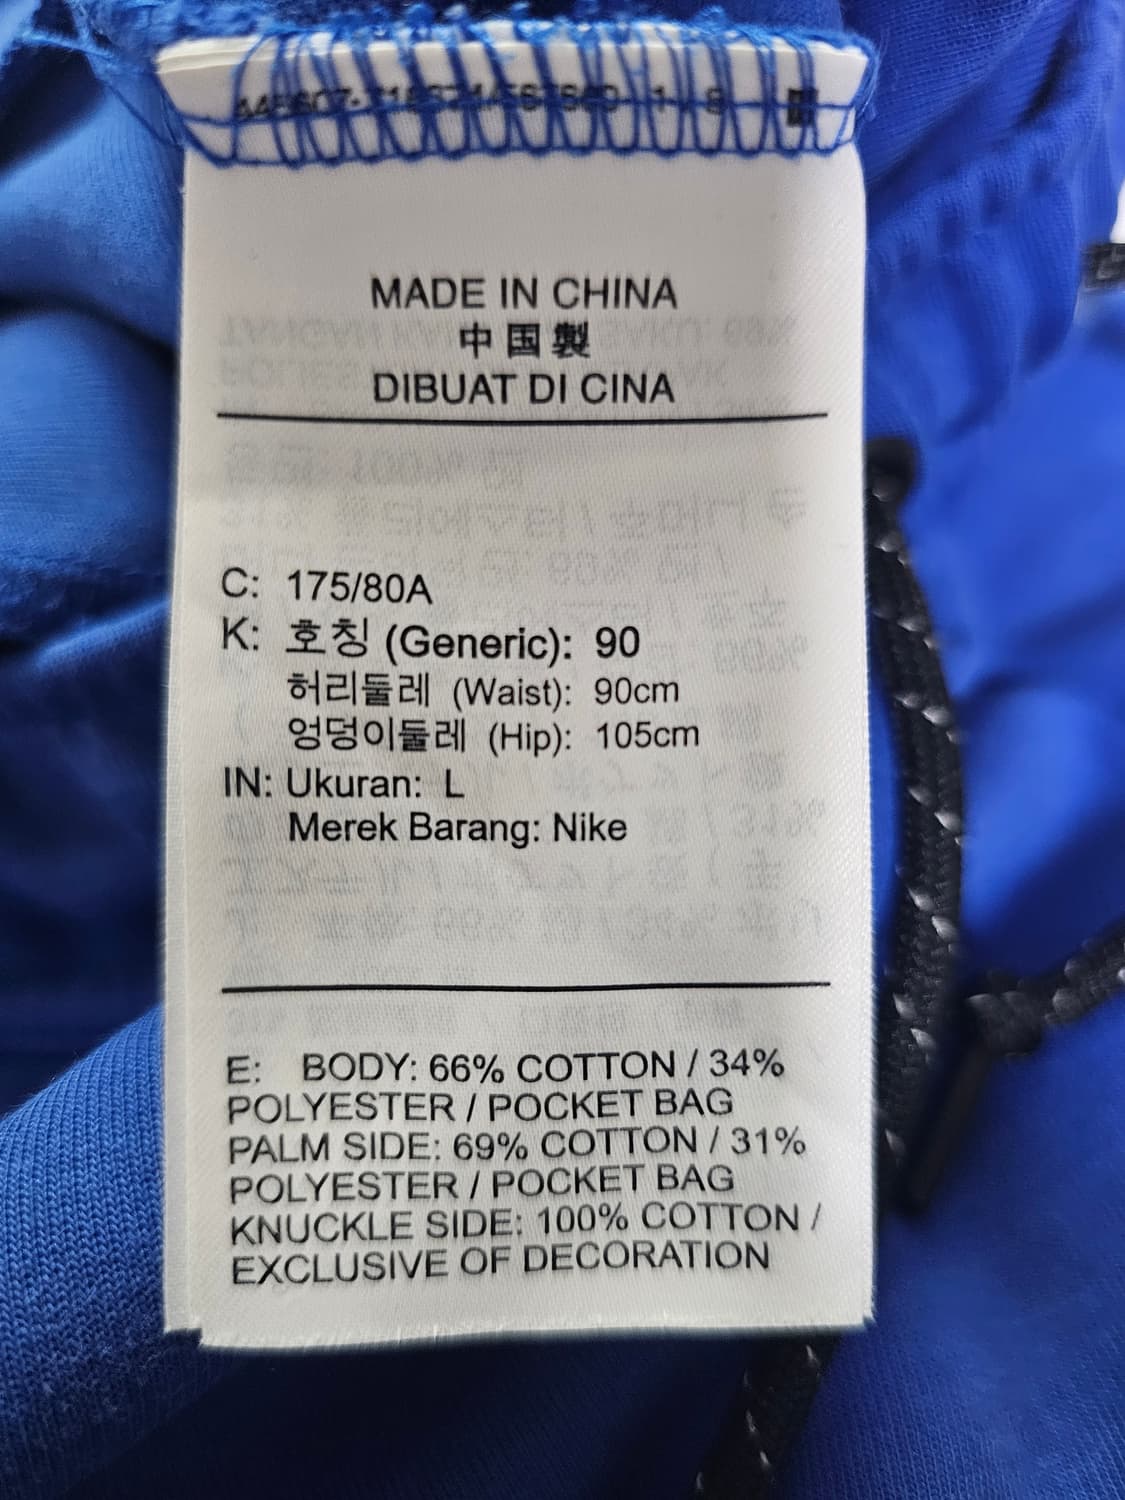 MADE IN CHINA
中国製
DIBUAT DI CINA
C: 175/80A
K: 호칭 (Generic): 90
허리둘레 (Waist): 90cm
엉덩이둘레 (Hip): 105cm
IN: Ukuran: L
Merek Barang: Nike
E: BODY: 66% COTTON / 34%
POLYESTER / POCKET BAG
PALM SIDE: 69% COTTON / 31%
POLYESTER / POCKET BAG
KNUCKLE SIDE: 100% COTTON /
EXCLUSIVE OF DECORATION